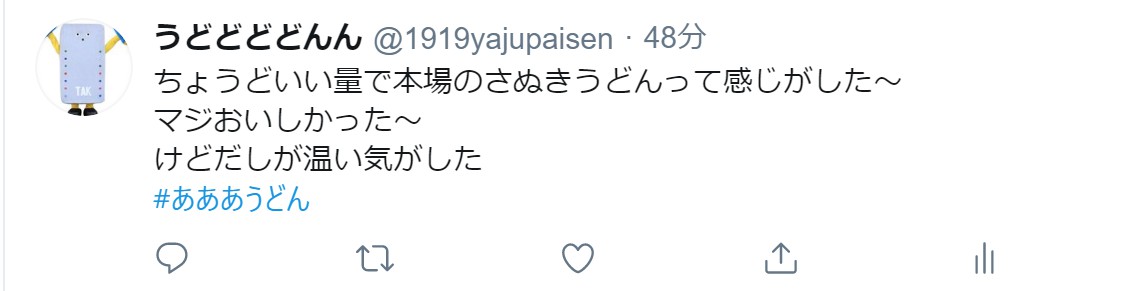 うどどどどんん @1919yajupaisen · 48分
ちょうどいい量で本場のさぬきうどんって感じがした～
マジおいしかった～
けどだしが温い気がした
#あああうどん
TAK